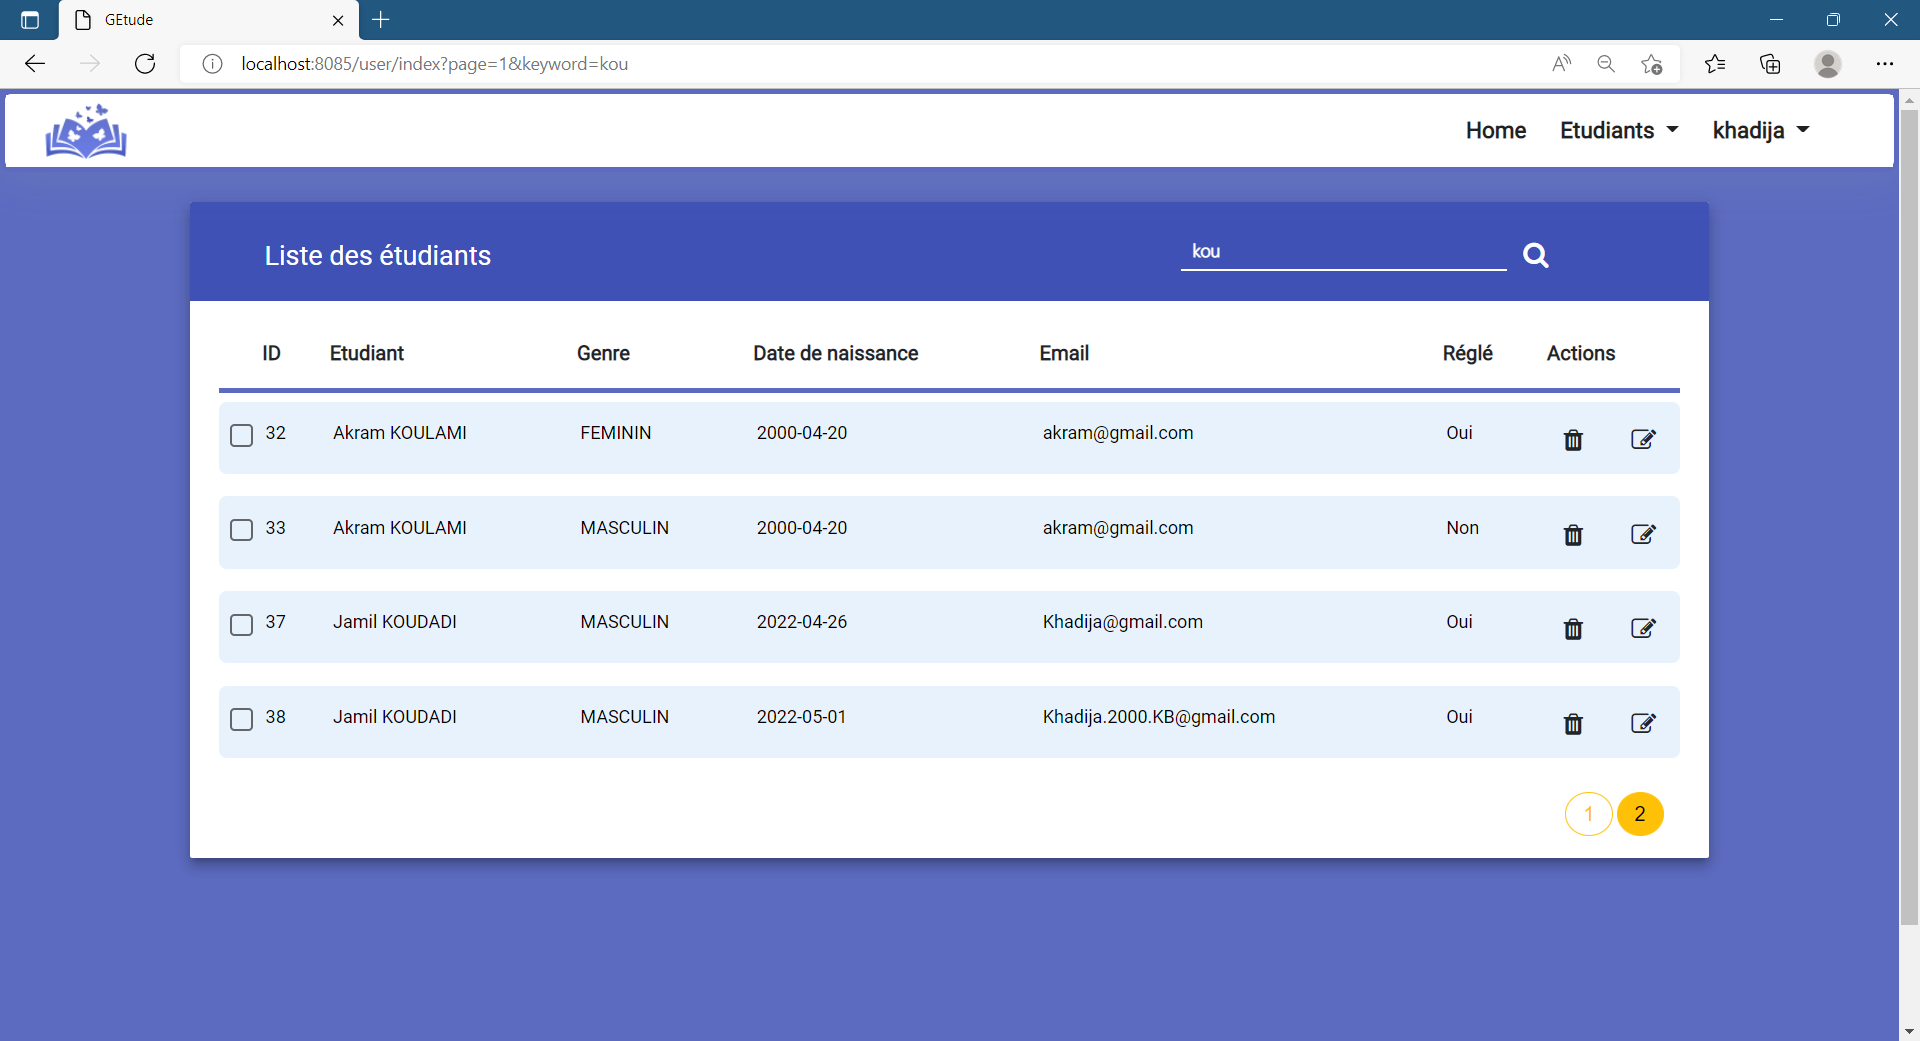 GEtude
localhost:8085/user/index?page=1&keyword=kou
Home Etudiants khadija
Liste des étudiants kou
ID Etudiant Genre Date de naissance Email Réglé Actions
32 Akram KOULAMI FEMININ 2000-04-20 akram@gmail.com Oui
33 Akram KOULAMI MASCULIN 2000-04-20 akram@gmail.com Non
37 Jamil KOUDADI MASCULIN 2022-04-26 Khadija@gmail.com Oui
38 Jamil KOUDADI MASCULIN 2022-05-01 Khadija.2000.KB@gmail.com Oui
1 2